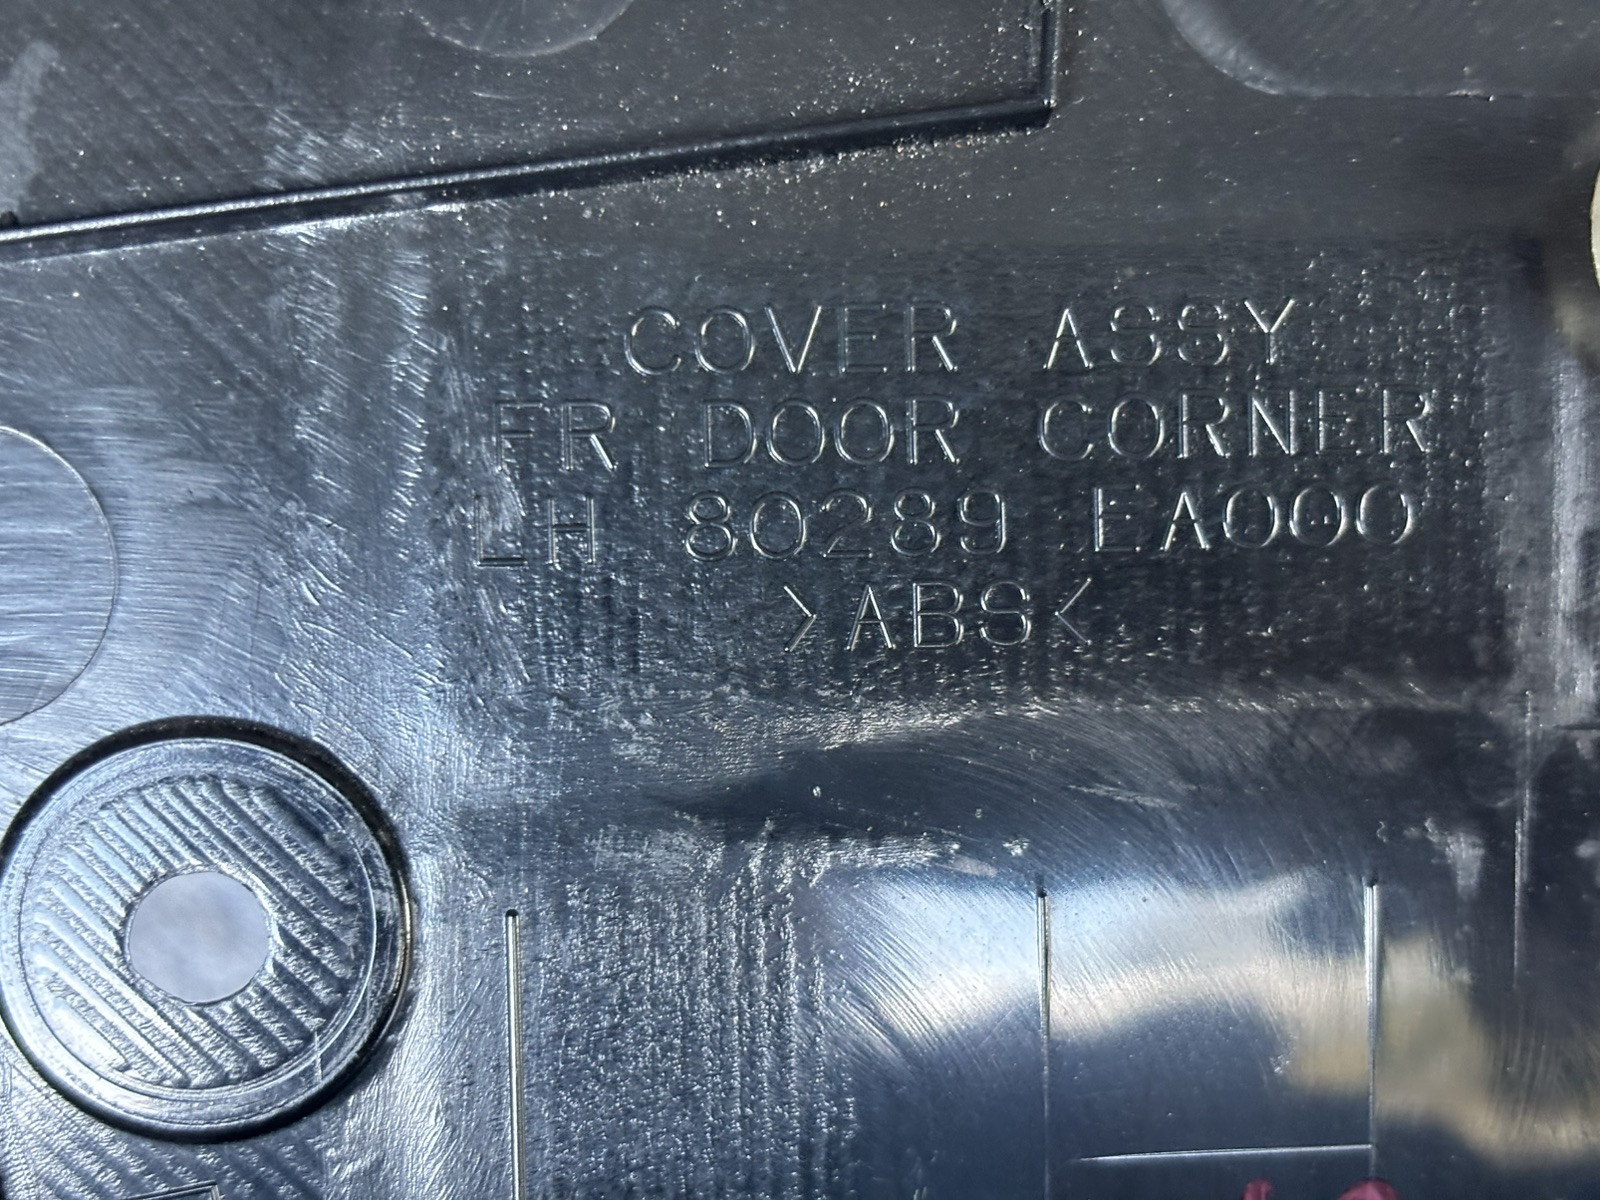 COVER ASSY
FR DOOR CORNER
LH 80289 EA000
>ABS<